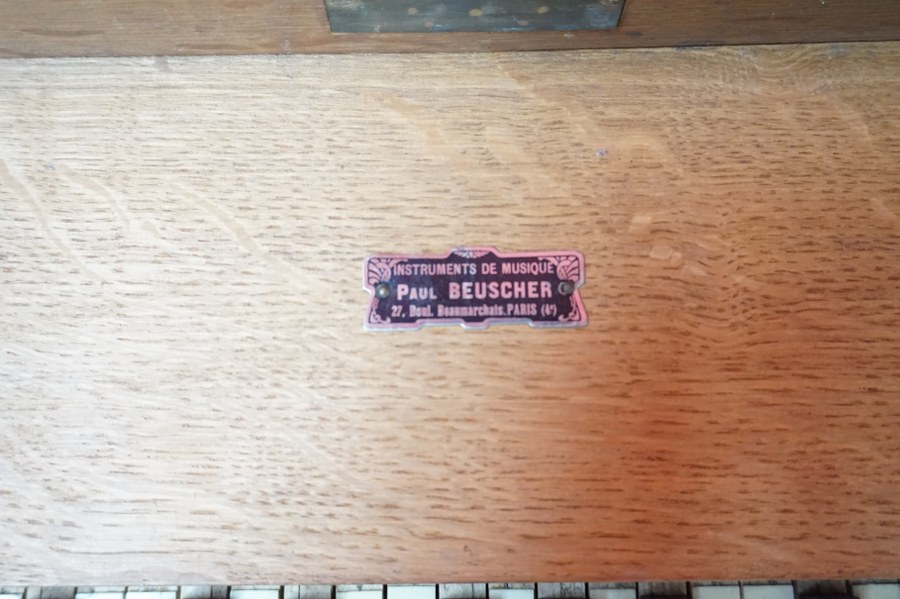 INSTRUMENTS DE MUSIQUE
PAUL BEUSCHER
27, Boul. Beaumarchais. PARIS (4e)